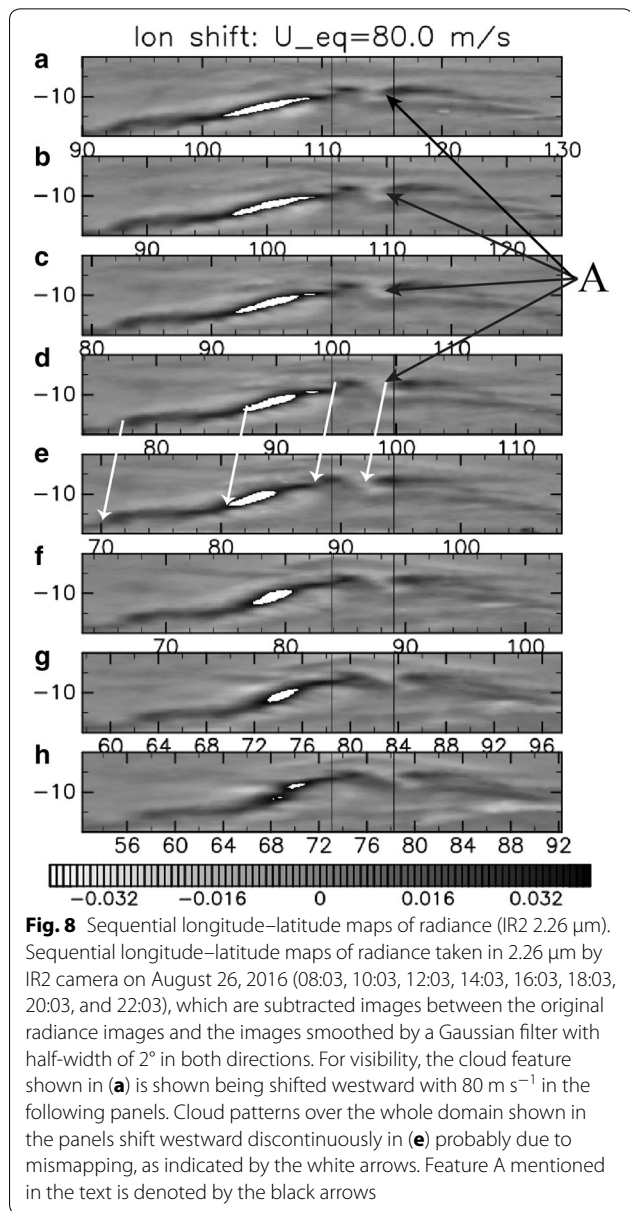 lon shift: U_eq=80.0 m/s
a
−10
90 100 110 120 130
b
−10
90 100 110 120
c
−10
A
80 90 100 110
d
−10
80 90 100 110
e
−10
70 80 90 100
f
−10
70 80 90 100
g
−10
60 64 68 72 76 80 84 88 92 96
h
−10
56 60 64 68 72 76 80 84 88 92
−0.032 −0.016 0 0.016 0.032
Fig. 8 Sequential longitude–latitude maps of radiance (IR2 2.26 μm).
Sequential longitude–latitude maps of radiance taken in 2.26 μm by
IR2 camera on August 26, 2016 (08:03, 10:03, 12:03, 14:03, 16:03, 18:03,
20:03, and 22:03), which are subtracted images between the original
radiance images and the images smoothed by a Gaussian filter with
half-width of 2° in both directions. For visibility, the cloud feature
shown in (a) is shown being shifted westward with 80 m s⁻¹ in the
following panels. Cloud patterns over the whole domain shown in
the panels shift westward discontinuously in (e) probably due to
mismapping, as indicated by the white arrows. Feature A mentioned
in the text is denoted by the black arrows